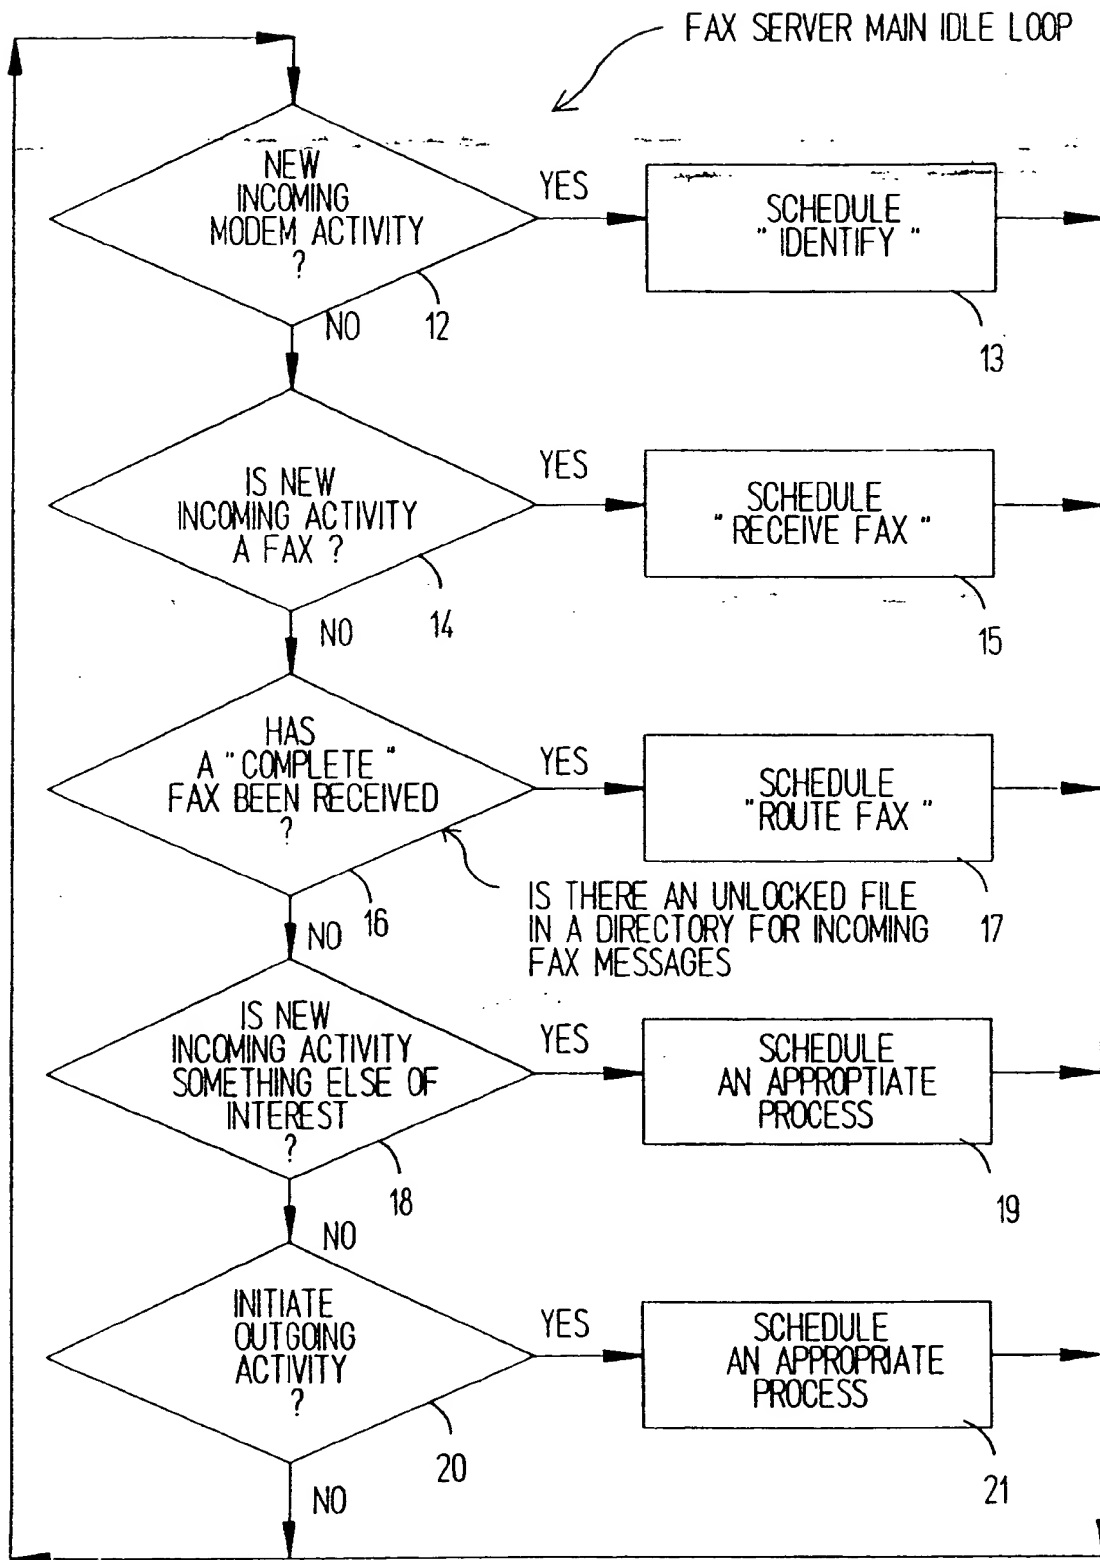 FAX SERVER MAIN IDLE LOOP
NEW
INCOMING
MODEM ACTIVITY
?
YES
SCHEDULE
" IDENTIFY "
12
NO
13
IS NEW
INCOMING ACTIVITY
A FAX ?
YES
SCHEDULE
" RECEIVE FAX "
14
NO
15
HAS
A " COMPLETE "
FAX BEEN RECEIVED
?
YES
SCHEDULE
"ROUTE FAX "
16
NO
17
IS THERE AN UNLOCKED FILE
IN A DIRECTORY FOR INCOMING
FAX MESSAGES
IS NEW
INCOMING ACTIVITY
SOMETHING ELSE OF
INTEREST
?
YES
SCHEDULE
AN APPROPTIATE
PROCESS
18
NO
19
INITIATE
OUTGOING
ACTIVITY
?
YES
SCHEDULE
AN APPROPRIATE
PROCESS
20
NO
21